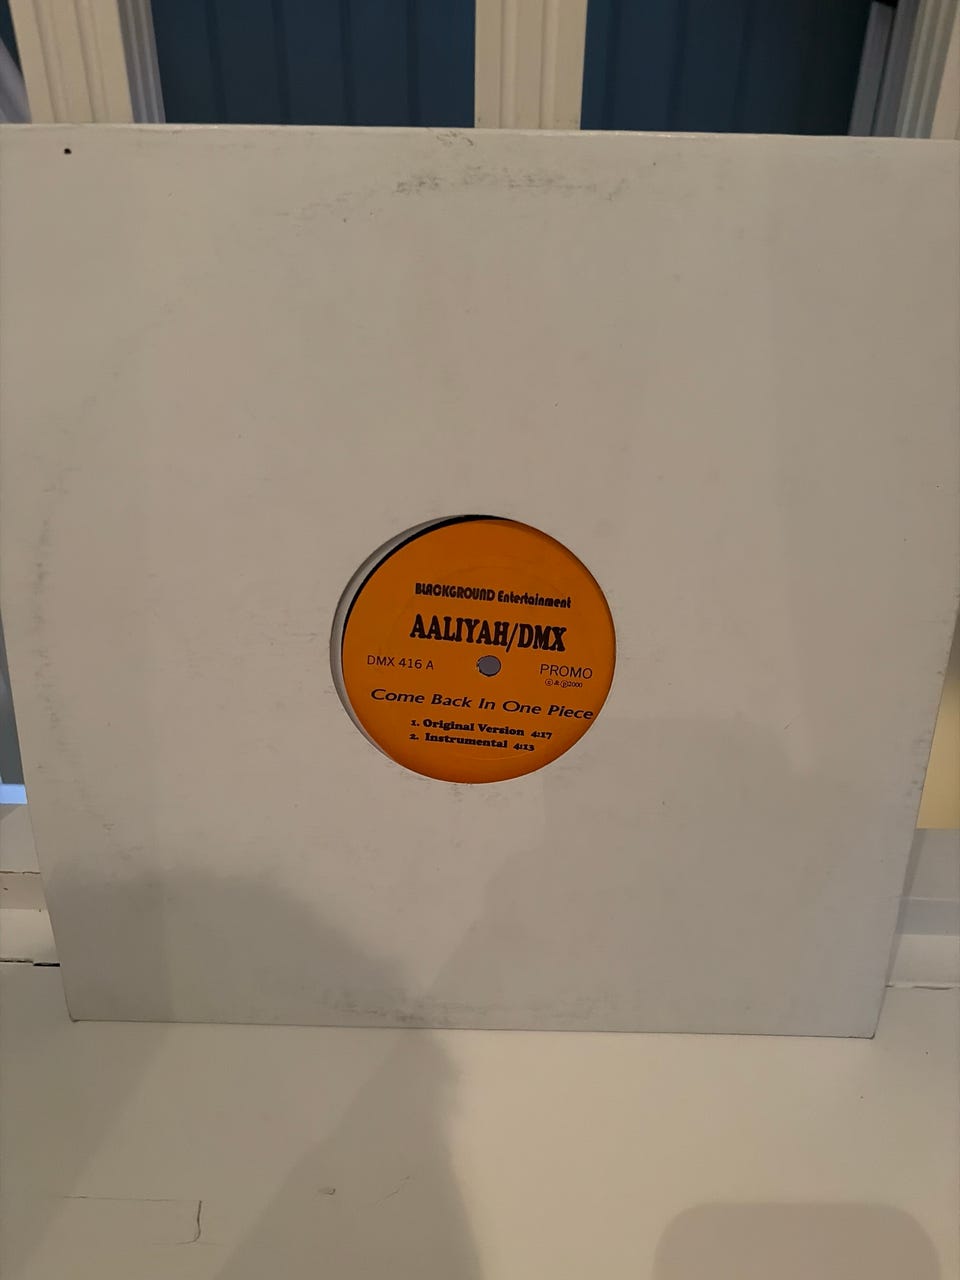 BLACKGROUND Entertainment
AALIYAH/DMX
DMX 416 A
PROMO
© & ℗ 2000
Come Back In One Piece
1. Original Version 4:17
2. Instrumental 4:13